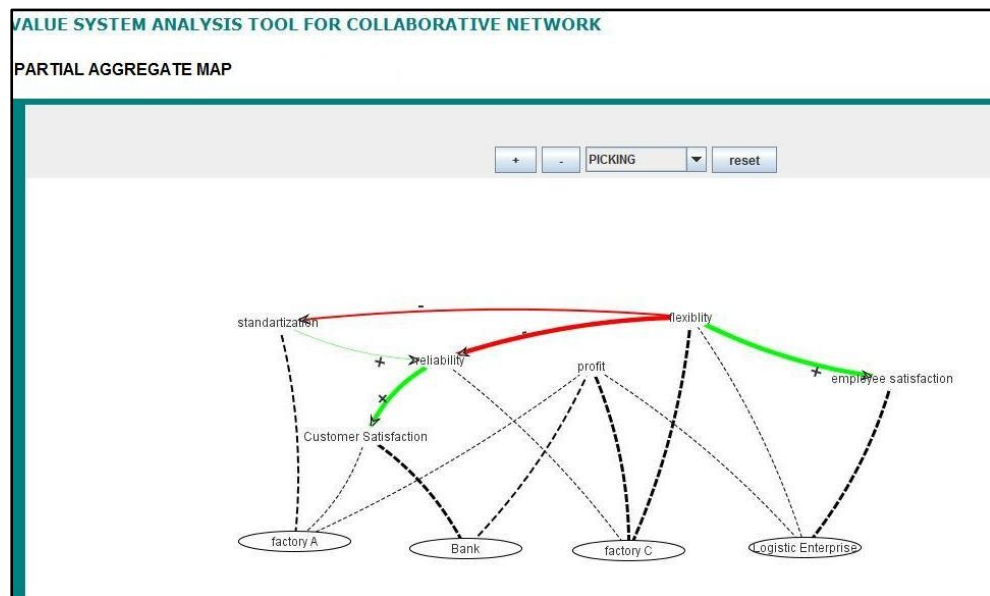 VALUE SYSTEM ANALYSIS TOOL FOR COLLABORATIVE NETWORK
PARTIAL AGGREGATE MAP
+ - PICKING reset
-
standartization flexiblity
-
+ reliability profit + employee satisfaction
+
Customer Satisfaction
factory A Bank factory C Logistic Enterprise